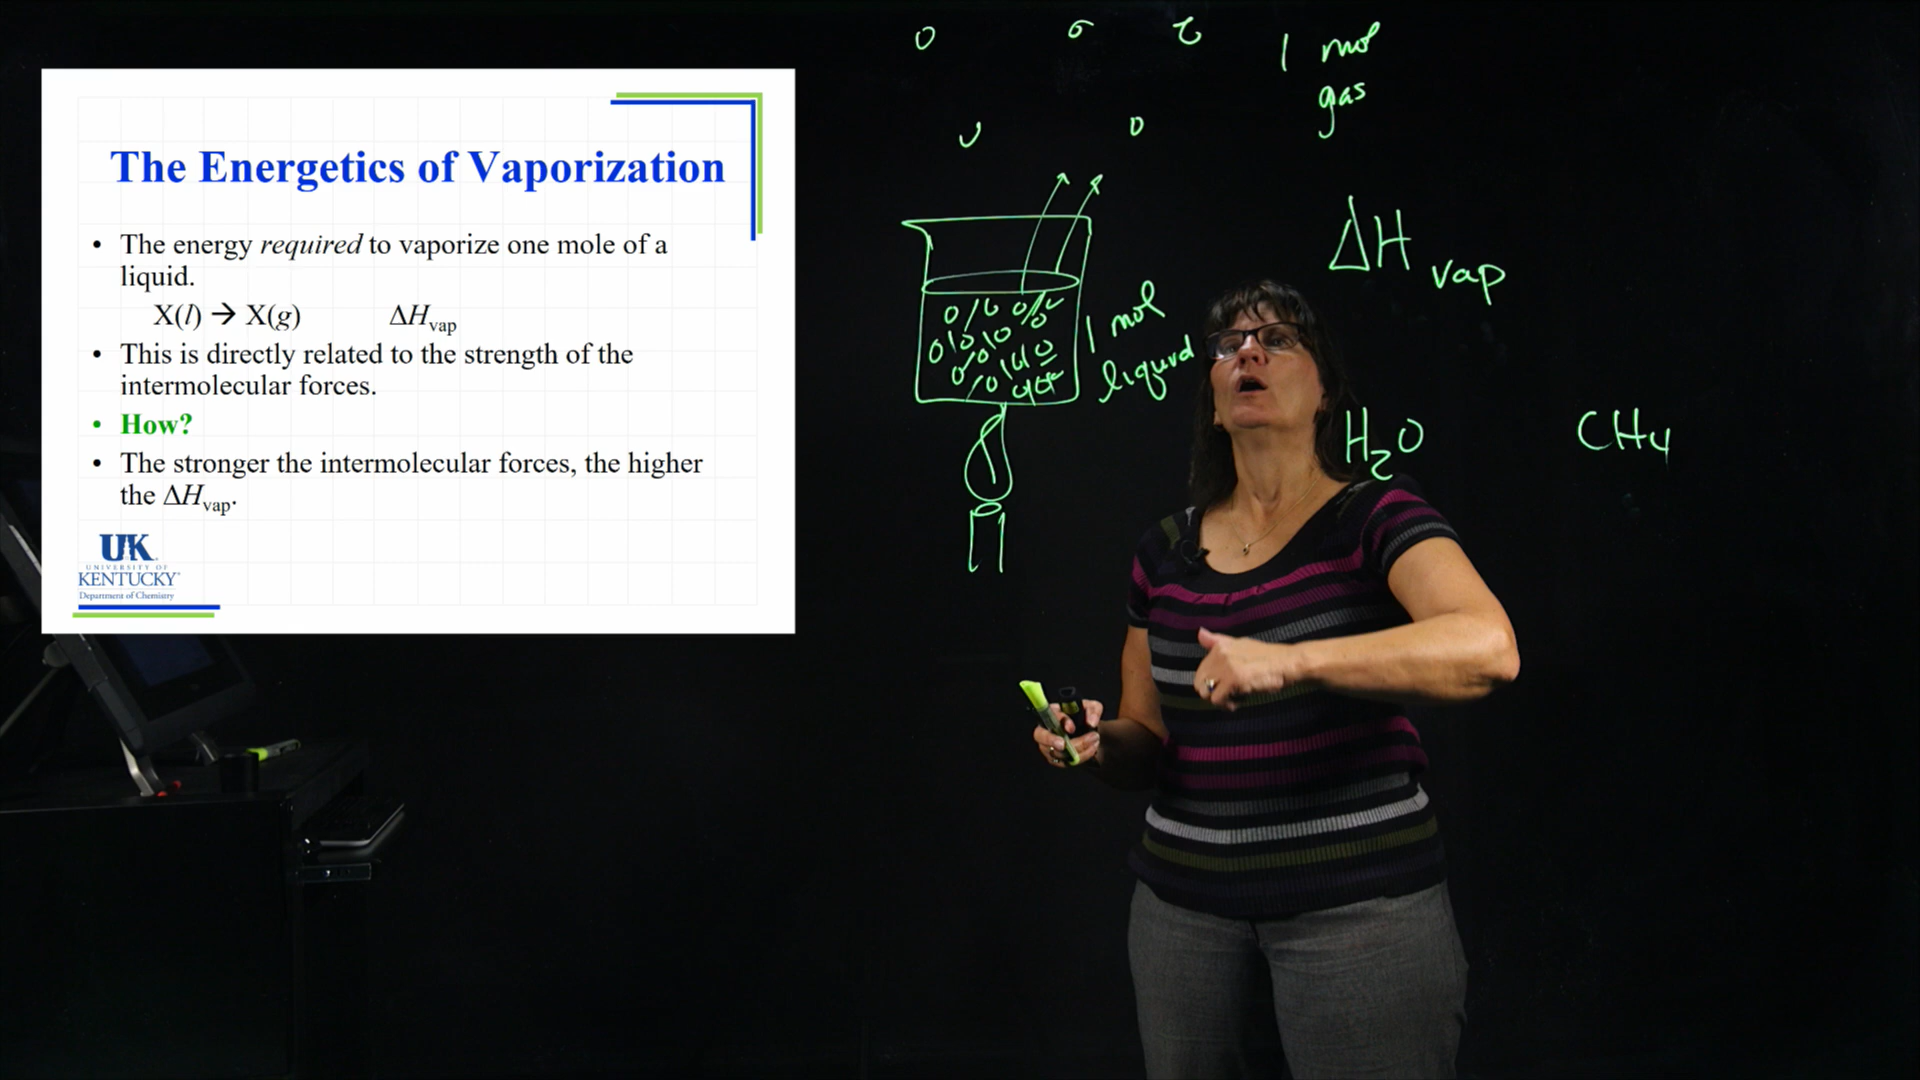 The Energetics of Vaporization
• The energy required to vaporize one mole of a
liquid.
X(l) → X(g) ΔHvap
• This is directly related to the strength of the
intermolecular forces.
• How?
• The stronger the intermolecular forces, the higher
the ΔHvap.
UK
UNIVERSITY OF
KENTUCKY
Department of Chemistry
1 mol
gas
ΔH vap
1 mol
liquid
H2O CH4